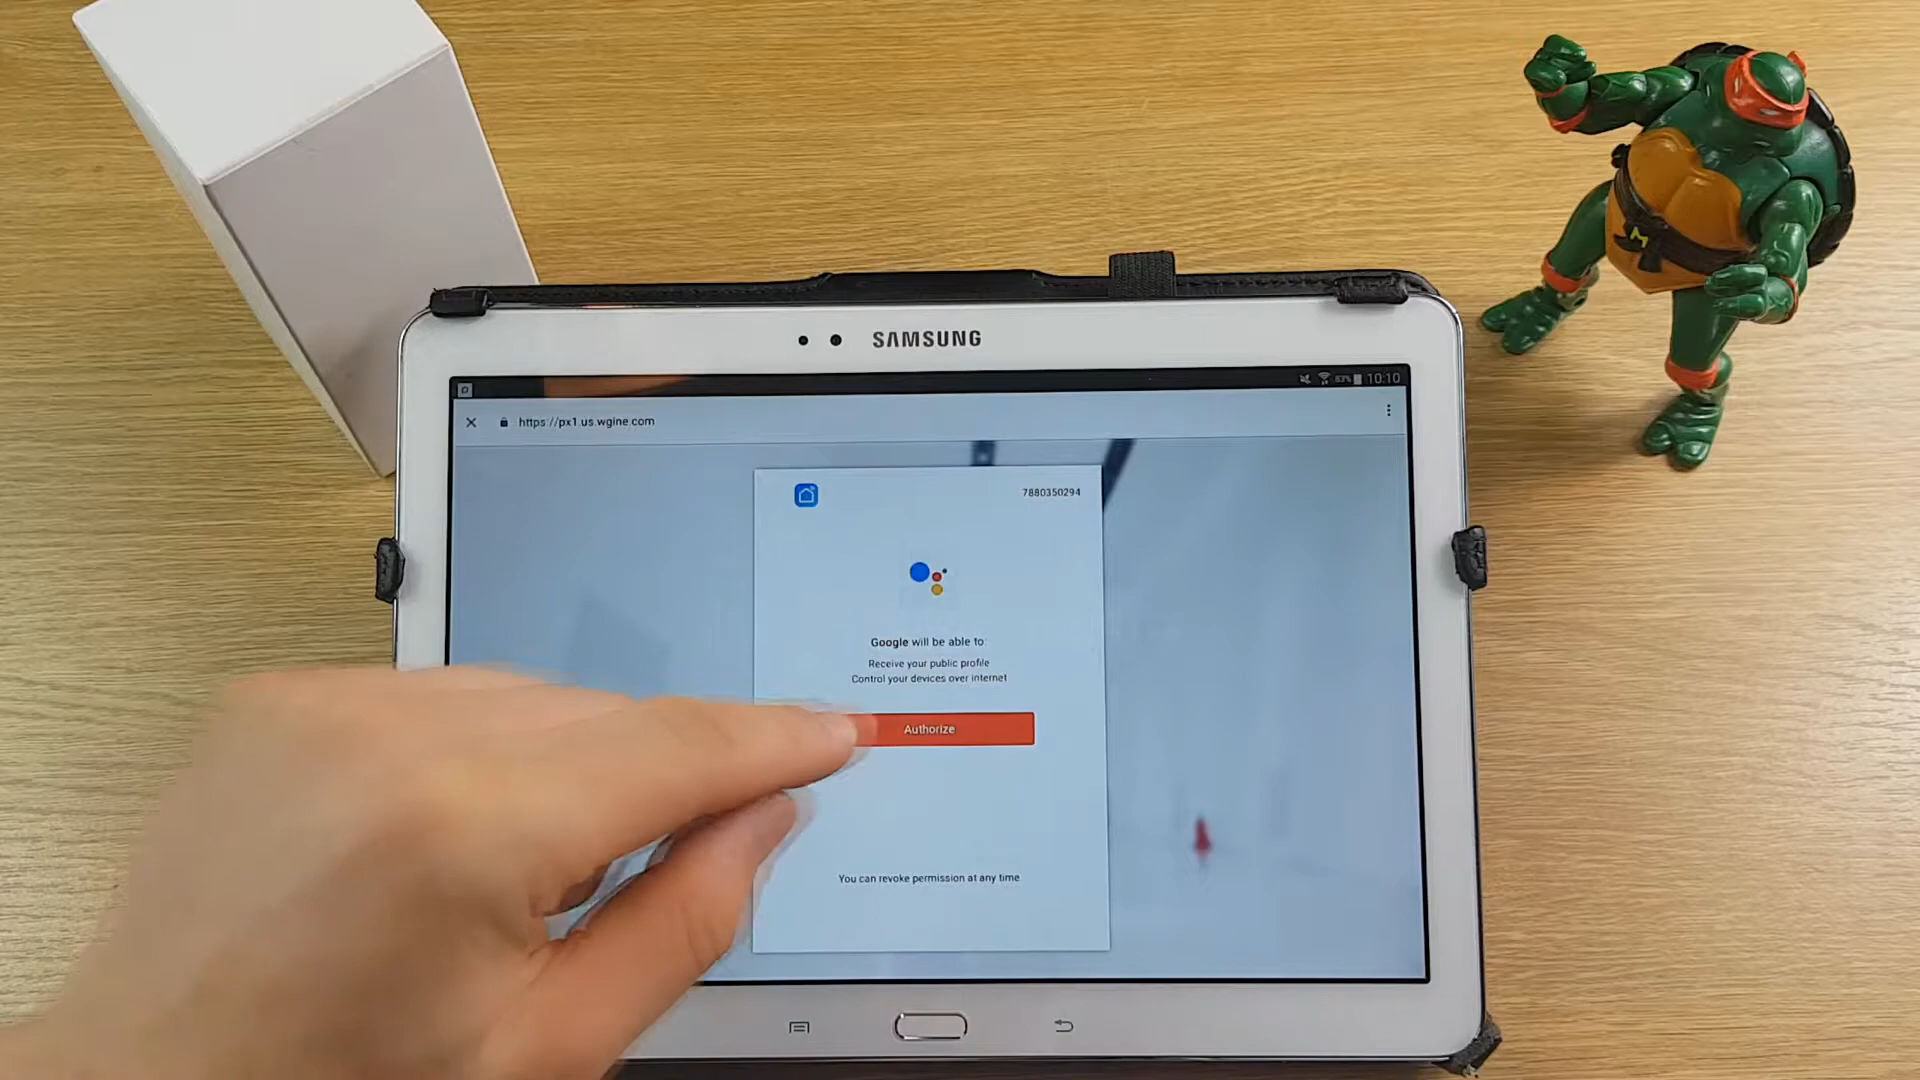 SAMSUNG
83% 10:10
https://px1.us.wgine.com
7880350294
Google will be able to:
Receive your public profile
Control your devices over internet
Authorize
You can revoke permission at any time
M